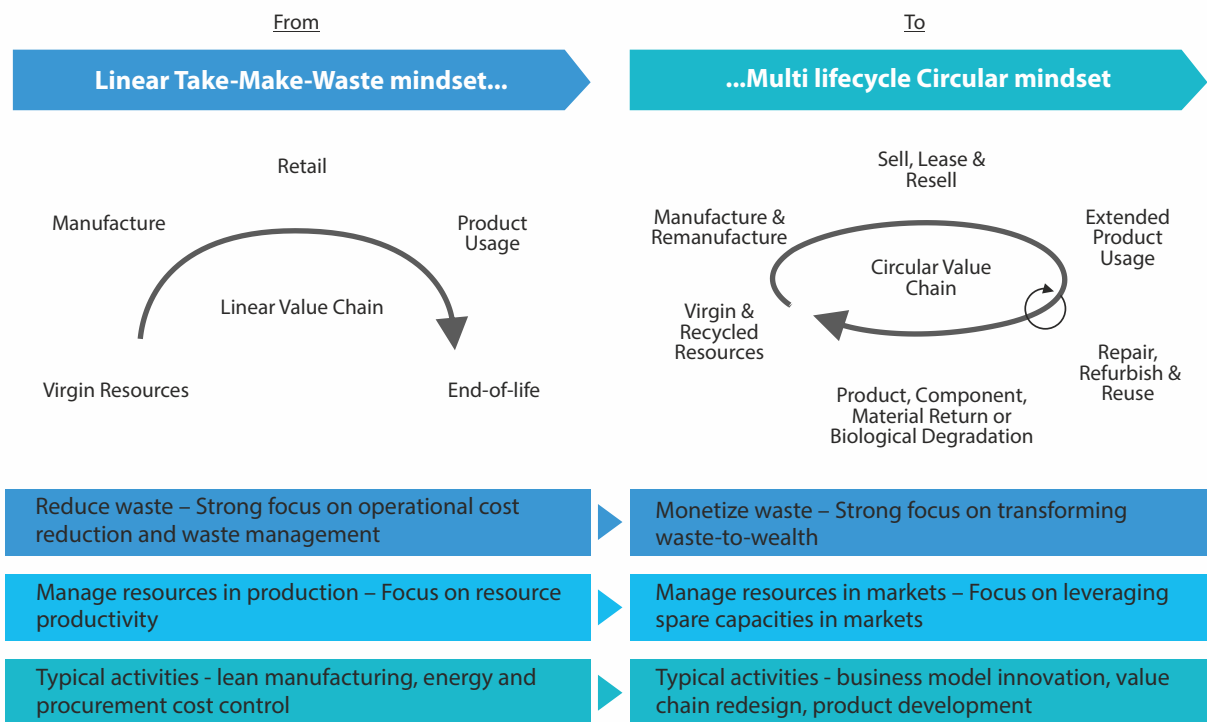 From
To
Linear Take-Make-Waste mindset...
...Multi lifecycle Circular mindset
Retail
Manufacture
Product
Usage
Linear Value Chain
Virgin Resources
End-of-life
Sell, Lease &
Resell
Manufacture &
Remanufacture
Extended
Product
Usage
Circular Value
Chain
Virgin &
Recycled
Resources
Repair,
Refurbish &
Reuse
Product, Component,
Material Return or
Biological Degradation
Reduce waste – Strong focus on operational cost
reduction and waste management
Monetize waste – Strong focus on transforming
waste-to-wealth
Manage resources in production – Focus on resource
productivity
Manage resources in markets – Focus on leveraging
spare capacities in markets
Typical activities - lean manufacturing, energy and
procurement cost control
Typical activities - business model innovation, value
chain redesign, product development